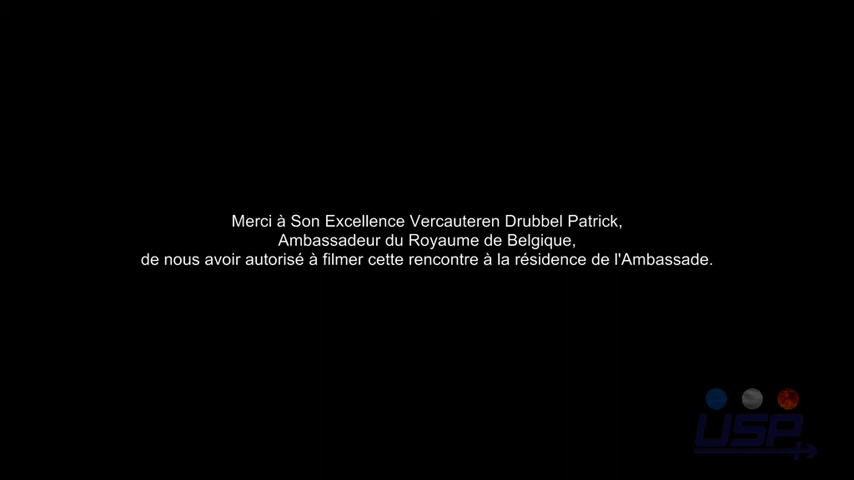 Merci à Son Excellence Vercauteren Drubbel Patrick,
Ambassadeur du Royaume de Belgique,
de nous avoir autorisé à filmer cette rencontre à la résidence de l'Ambassade.
USP